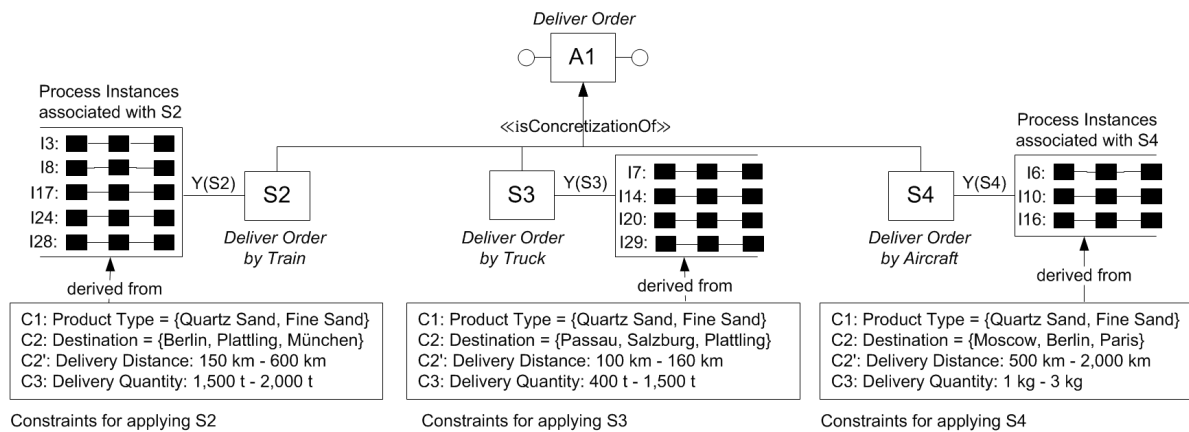 Deliver Order
A1
≪isConcretizationOf≫
Process Instances
associated with S2
I3:
I8:
I17:
I24:
I28:
Y(S2)
S2
Deliver Order
by Train
derived from
C1: Product Type = {Quartz Sand, Fine Sand}
C2: Destination = {Berlin, Plattling, München}
C2': Delivery Distance: 150 km - 600 km
C3: Delivery Quantity: 1,500 t - 2,000 t
Constraints for applying S2
S3
Y(S3)
Deliver Order
by Truck
I7:
I14:
I20:
I29:
derived from
C1: Product Type = {Quartz Sand, Fine Sand}
C2: Destination = {Passau, Salzburg, Plattling}
C2': Delivery Distance: 100 km - 160 km
C3: Delivery Quantity: 400 t - 1,500 t
Constraints for applying S3
Process Instances
associated with S4
S4
Y(S4)
Deliver Order
by Aircraft
I6:
I10:
I16:
derived from
C1: Product Type = {Quartz Sand, Fine Sand}
C2: Destination = {Moscow, Berlin, Paris}
C2': Delivery Distance: 500 km - 2,000 km
C3: Delivery Quantity: 1 kg - 3 kg
Constraints for applying S4